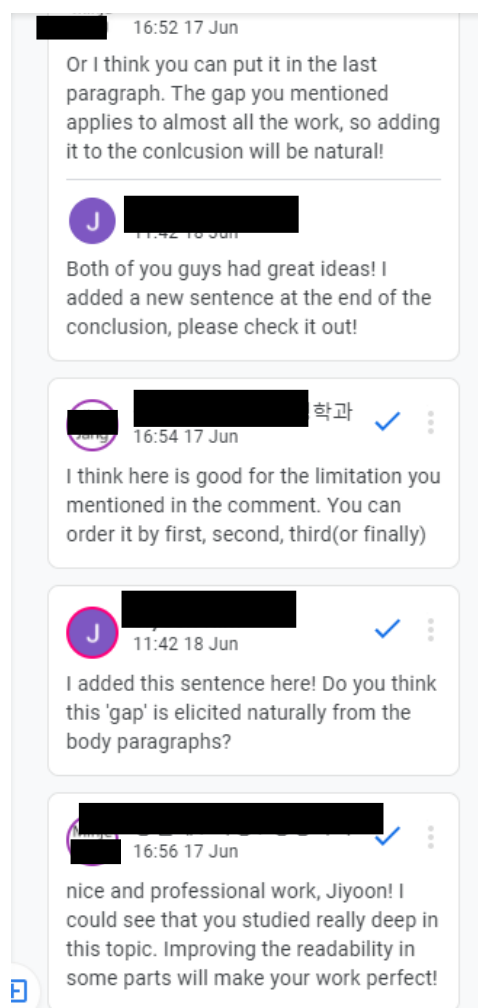 16:52 17 Jun
Or I think you can put it in the last
paragraph. The gap you mentioned
applies to almost all the work, so adding
it to the conlcusion will be natural!
J
11:42 18 Jun
Both of you guys had great ideas! I
added a new sentence at the end of the
conclusion, please check it out!
학과
16:54 17 Jun
I think here is good for the limitation you
mentioned in the comment. You can
order it by first, second, third(or finally)
J
11:42 18 Jun
I added this sentence here! Do you think
this 'gap' is elicited naturally from the
body paragraphs?
16:56 17 Jun
nice and professional work, Jiyoon! I
could see that you studied really deep in
this topic. Improving the readability in
some parts will make your work perfect!